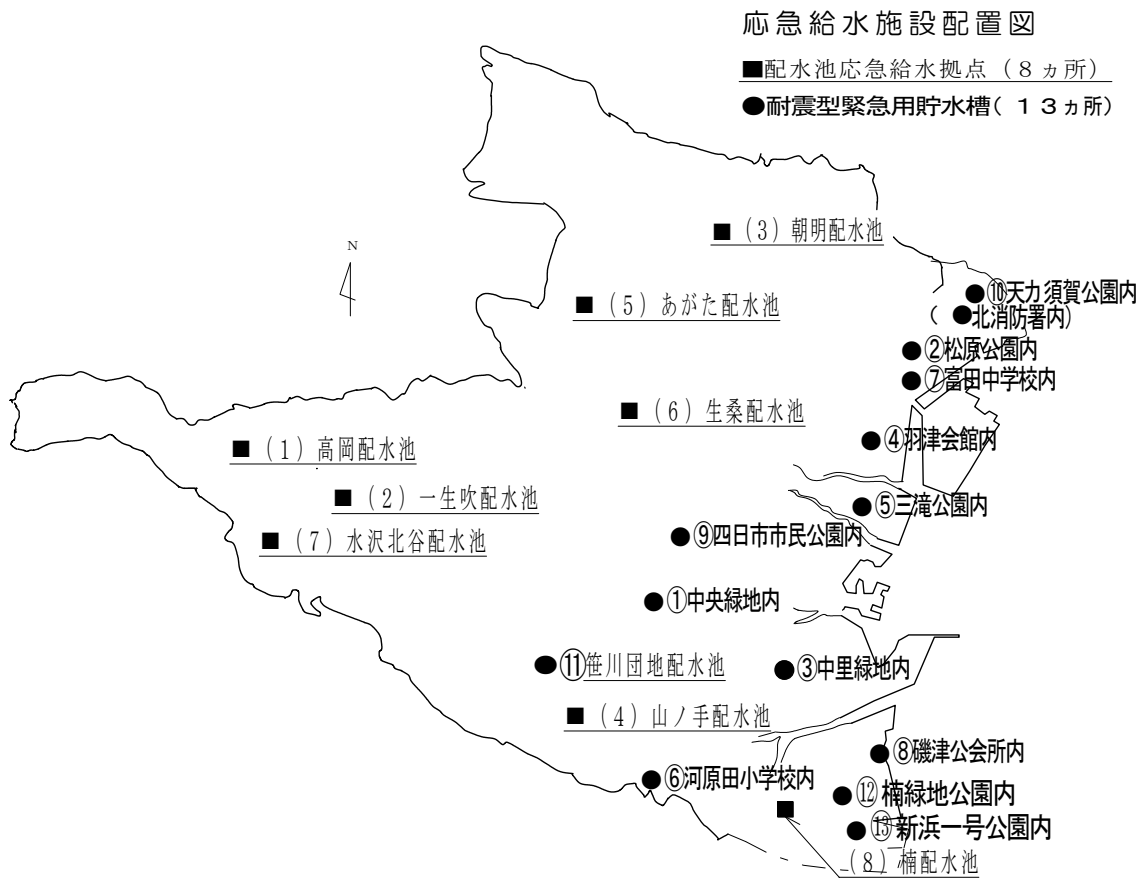 応急給水施設配置図
■配水池応急給水拠点（８ヵ所）
●耐震型緊急用貯水槽（１３ヵ所）
N
■（３）朝明配水池
■（５）あがた配水池
●⑩天カ須賀公園内
（●北消防署内）
●②松原公園内
●⑦富田中学校内
■（６）生桑配水池
■（１）高岡配水池
●④羽津会館内
■（２）一生吹配水池
●⑤三滝公園内
■（７）水沢北谷配水池
●⑨四日市市民公園内
●①中央緑地内
●⑪笹川団地配水池
●③中里緑地内
■（４）山ノ手配水池
●⑧磯津公会所内
●⑥河原田小学校内
●⑫楠緑地公園内
●⑬新浜一号公園内
（８）楠配水池